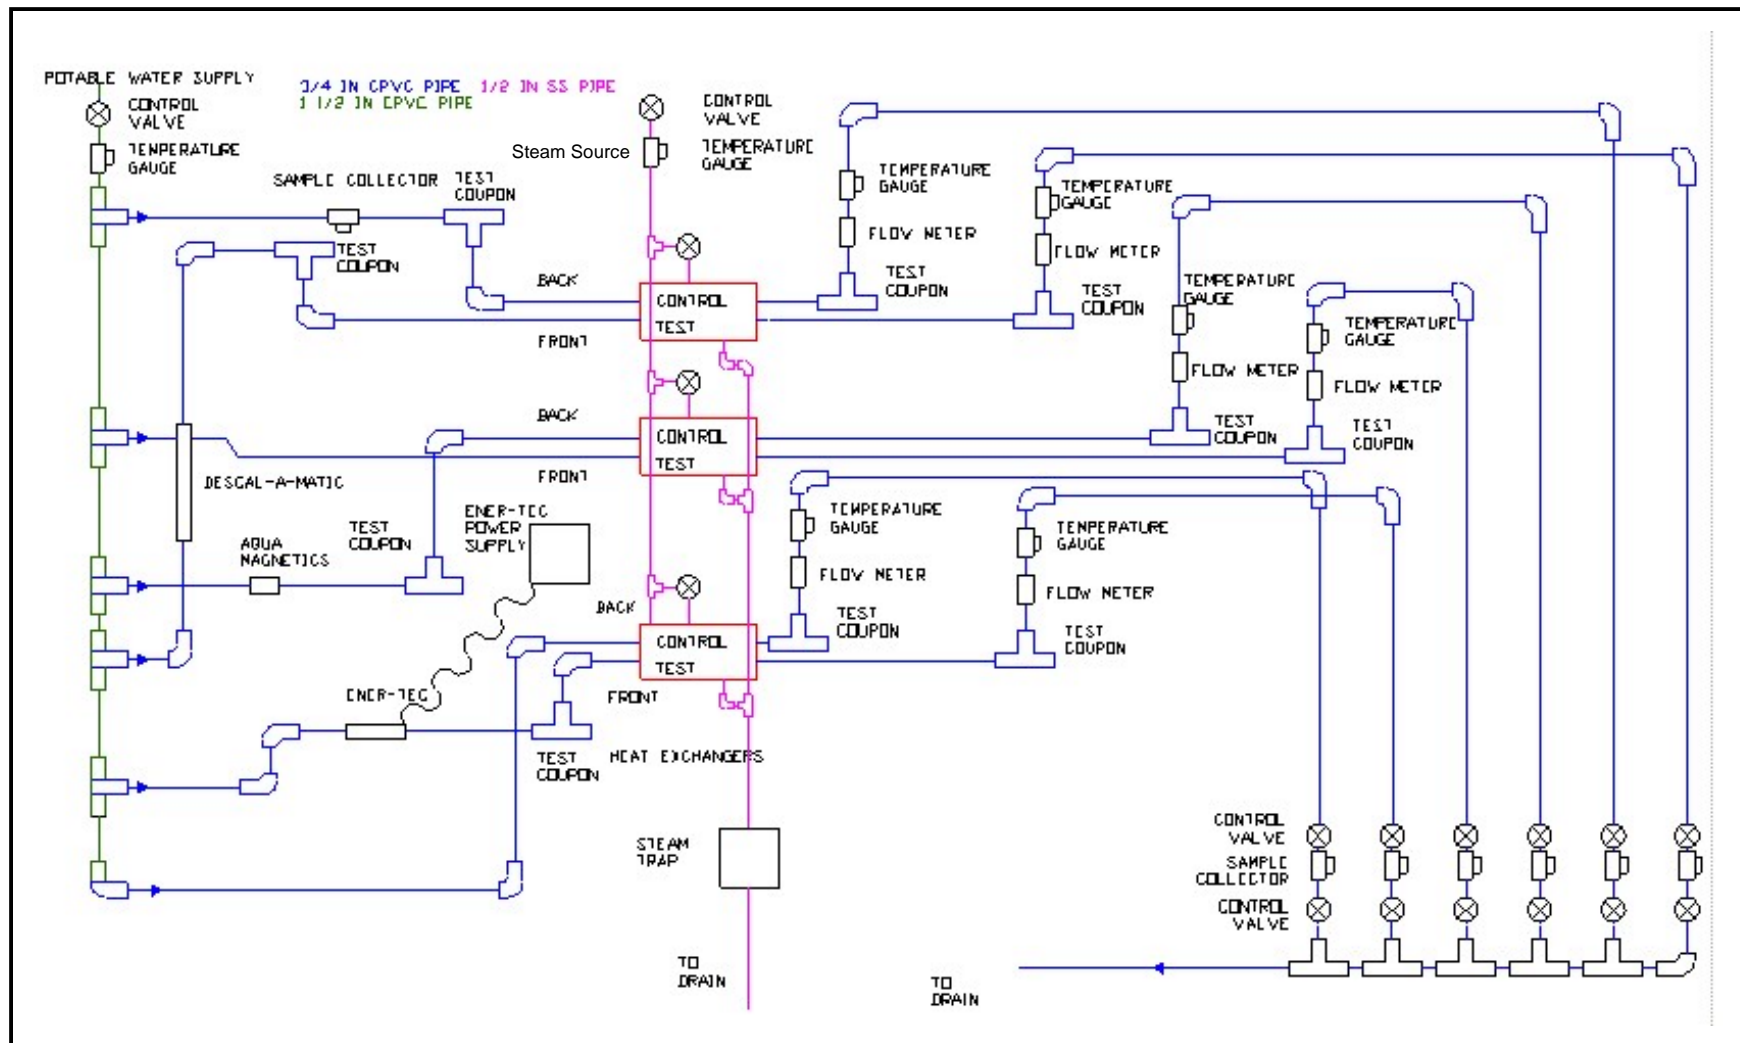 POTABLE WATER SUPPLY
3/4 IN CPVC PIPE 1/2 IN SS PIPE
1 1/2 IN CPVC PIPE
CONTROL
VALVE
CONTROL
VALVE
TEMPERATURE
GAUGE
Steam Source
TEMPERATURE
GAUGE
SAMPLE COLLECTOR
TEST
COUPON
TEMPERATURE
GAUGE
TEMPERATURE
GAUGE
FLOW METER
FLOW METER
TEST
COUPON
BACK
TEST
COUPON
TEST
COUPON
CONTROL
TEST
FRONT
TEMPERATURE
GAUGE
TEMPERATURE
GAUGE
FLOW METER
FLOW METER
BACK
CONTROL
TEST
FRONT
TEST
COUPON
TEST
COUPON
DESCAL-A-MATIC
ENER-TEC
POWER
SUPPLY
TEMPERATURE
GAUGE
TEMPERATURE
GAUGE
AQUA
MAGNETICS
TEST
COUPON
FLOW METER
FLOW METER
BACK
TEST
COUPON
TEST
COUPON
CONTROL
TEST
ENER-TEC
FRONT
TEST
COUPON
HEAT EXCHANGERS
STEAM
TRAP
CONTROL
VALVE
SAMPLE
COLLECTOR
CONTROL
VALVE
TO
DRAIN
TO
DRAIN